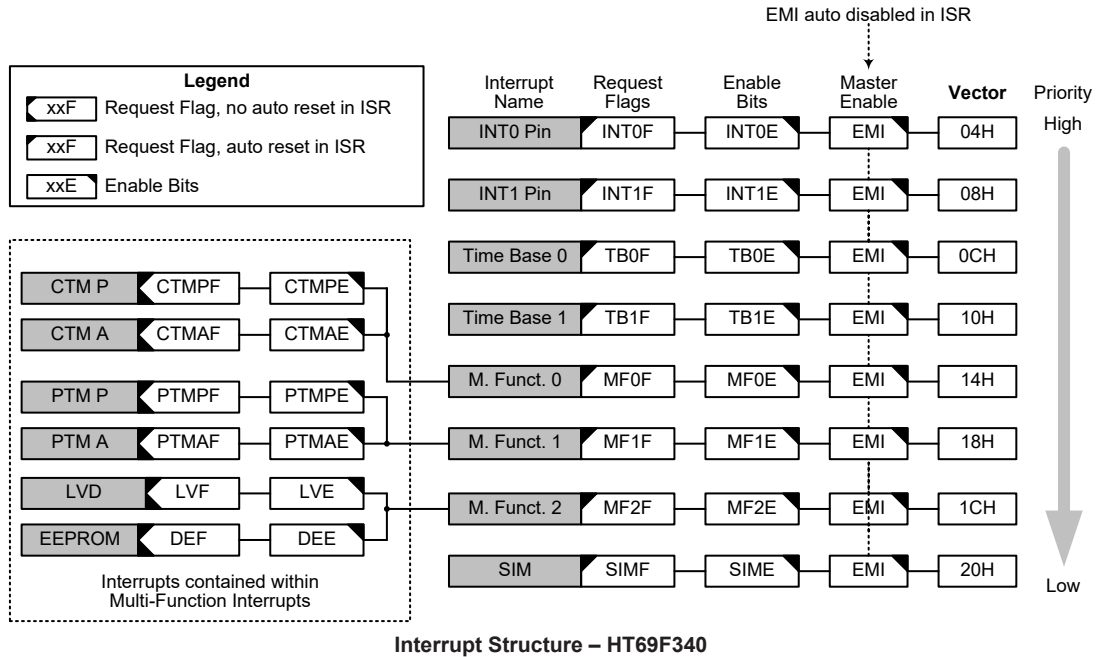 EMI auto disabled in ISR
Legend
xxF Request Flag, no auto reset in ISR
xxF Request Flag, auto reset in ISR
xxE Enable Bits
Interrupt Name Request Flags Enable Bits Master Enable Vector Priority
High
INT0 Pin INT0F INT0E EMI 04H
INT1 Pin INT1F INT1E EMI 08H
Time Base 0 TB0F TB0E EMI 0CH
Time Base 1 TB1F TB1E EMI 10H
M. Funct. 0 MF0F MF0E EMI 14H
M. Funct. 1 MF1F MF1E EMI 18H
M. Funct. 2 MF2F MF2E EMI 1CH
SIM SIMF SIME EMI 20H
Low
CTM P CTMPF CTMPE
CTM A CTMAF CTMAE
PTM P PTMPF PTMPE
PTM A PTMAF PTMAE
LVD LVF LVE
EEPROM DEF DEE
Interrupts contained within
Multi-Function Interrupts
Interrupt Structure – HT69F340